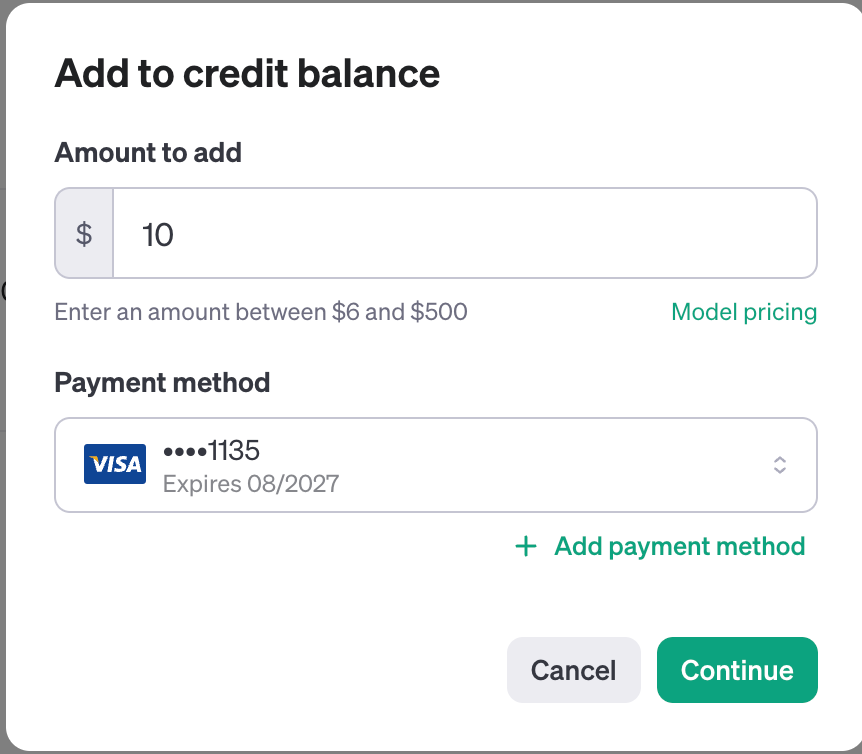 Add to credit balance
Amount to add
$ 10
Enter an amount between $6 and $500 Model pricing
Payment method
VISA ••••1135
Expires 08/2027
+ Add payment method
Cancel Continue